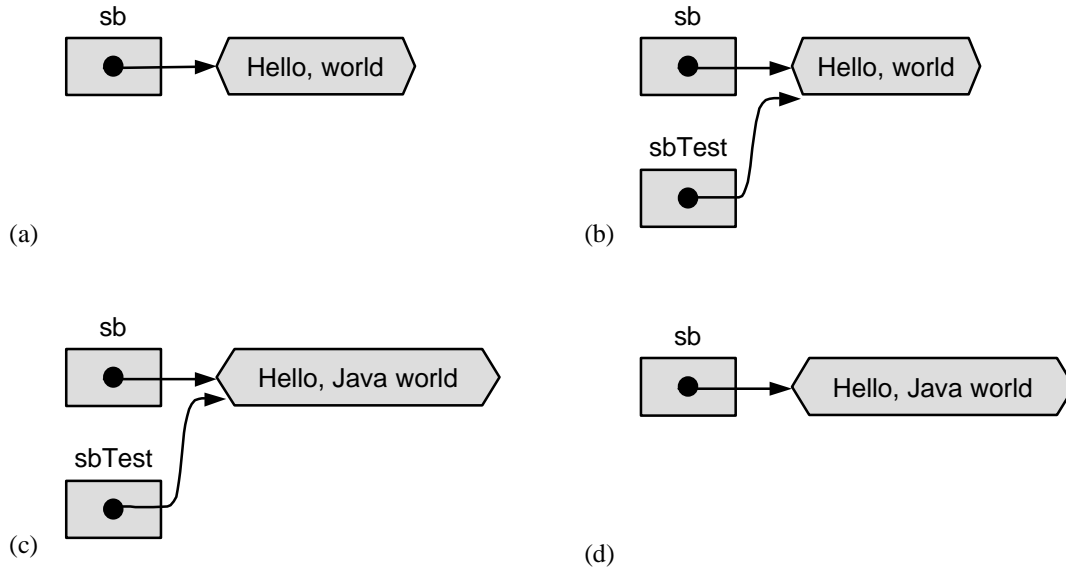 sb
Hello, world
(a)
sb
Hello, world
sbTest
(b)
sb
Hello, Java world
sbTest
(c)
sb
Hello, Java world
(d)